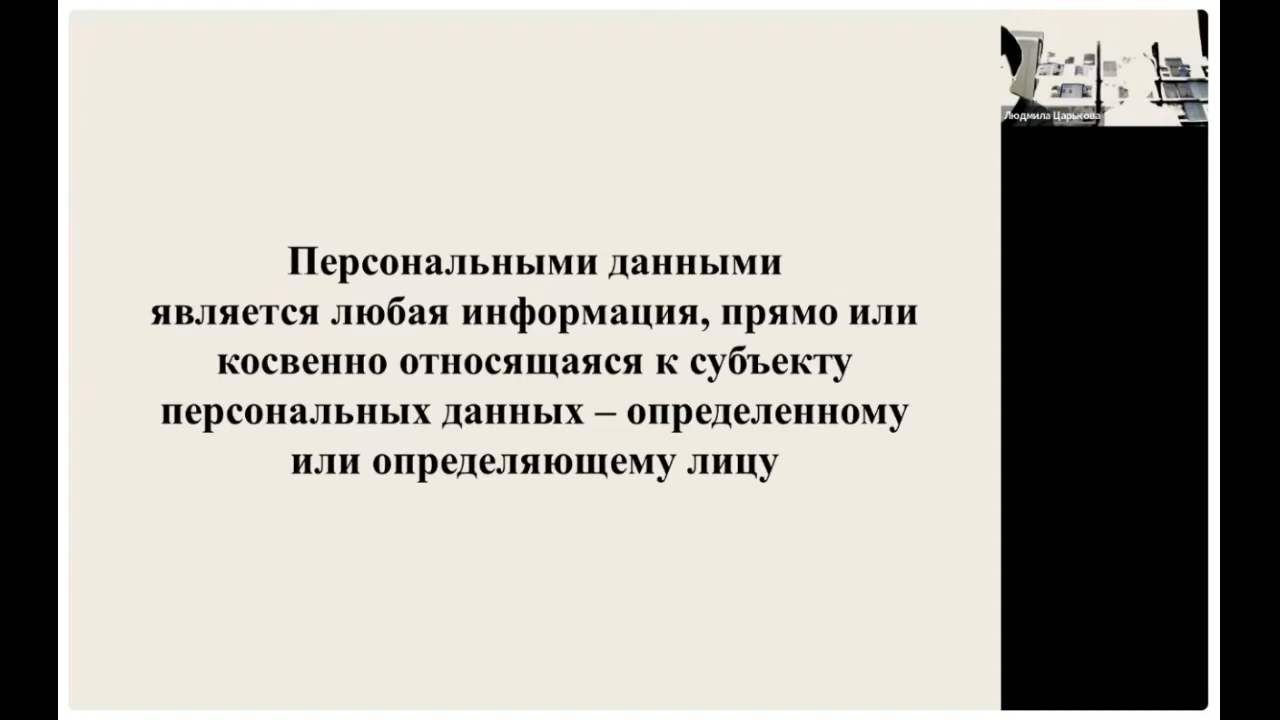 Людмила Царькова
Персональными данными
является любая информация, прямо или
косвенно относящаяся к субъекту
персональных данных – определенному
или определяющему лицу